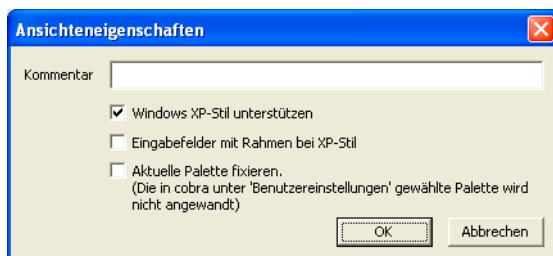 Ansichteneigenschaften
Kommentar
Windows XP-Stil unterstützen
Eingabefelder mit Rahmen bei XP-Stil
Aktuelle Palette fixieren.
(Die in cobra unter 'Benutzereinstellungen' gewählte Palette wird
nicht angewandt)
OK Abbrechen